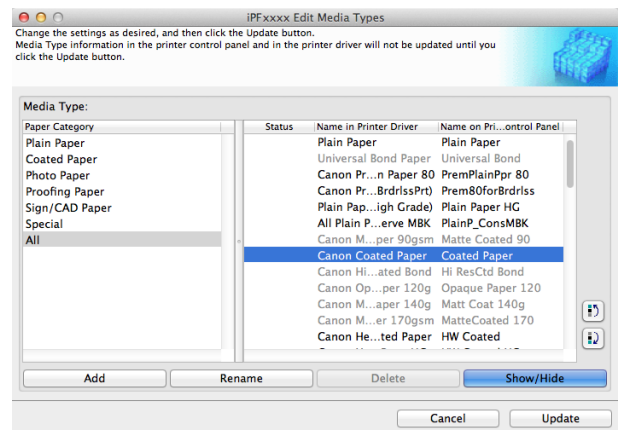 iPFxxxx Edit Media Types
Change the settings as desired, and then click the Update button.
Media Type information in the printer control panel and in the printer driver will not be updated until you
click the Update button.
Media Type:
Paper Category
Plain Paper
Coated Paper
Photo Paper
Proofing Paper
Sign/CAD Paper
Special
All
Status Name in Printer Driver Name on Pri...ontrol Panel
Plain Paper Plain Paper
Universal Bond Paper Universal Bond
Canon Pr...n Paper 80 PremPlainPpr 80
Canon Pr...BrdrlssPrt) Prem80forBrdrlss
Plain Pap...igh Grade) Plain Paper HG
All Plain P...erve MBK PlainP_ConsMBK
Canon M...per 90gsm Matte Coated 90
Canon Coated Paper Coated Paper
Canon Hi...ated Bond Hi ResCtd Bond
Canon Op...per 120g Opaque Paper 120
Canon M...aper 140g Matt Coat 140g
Canon M...er 170gsm MatteCoated 170
Canon He...ted Paper HW Coated
Add Rename Delete Show/Hide
Cancel Update